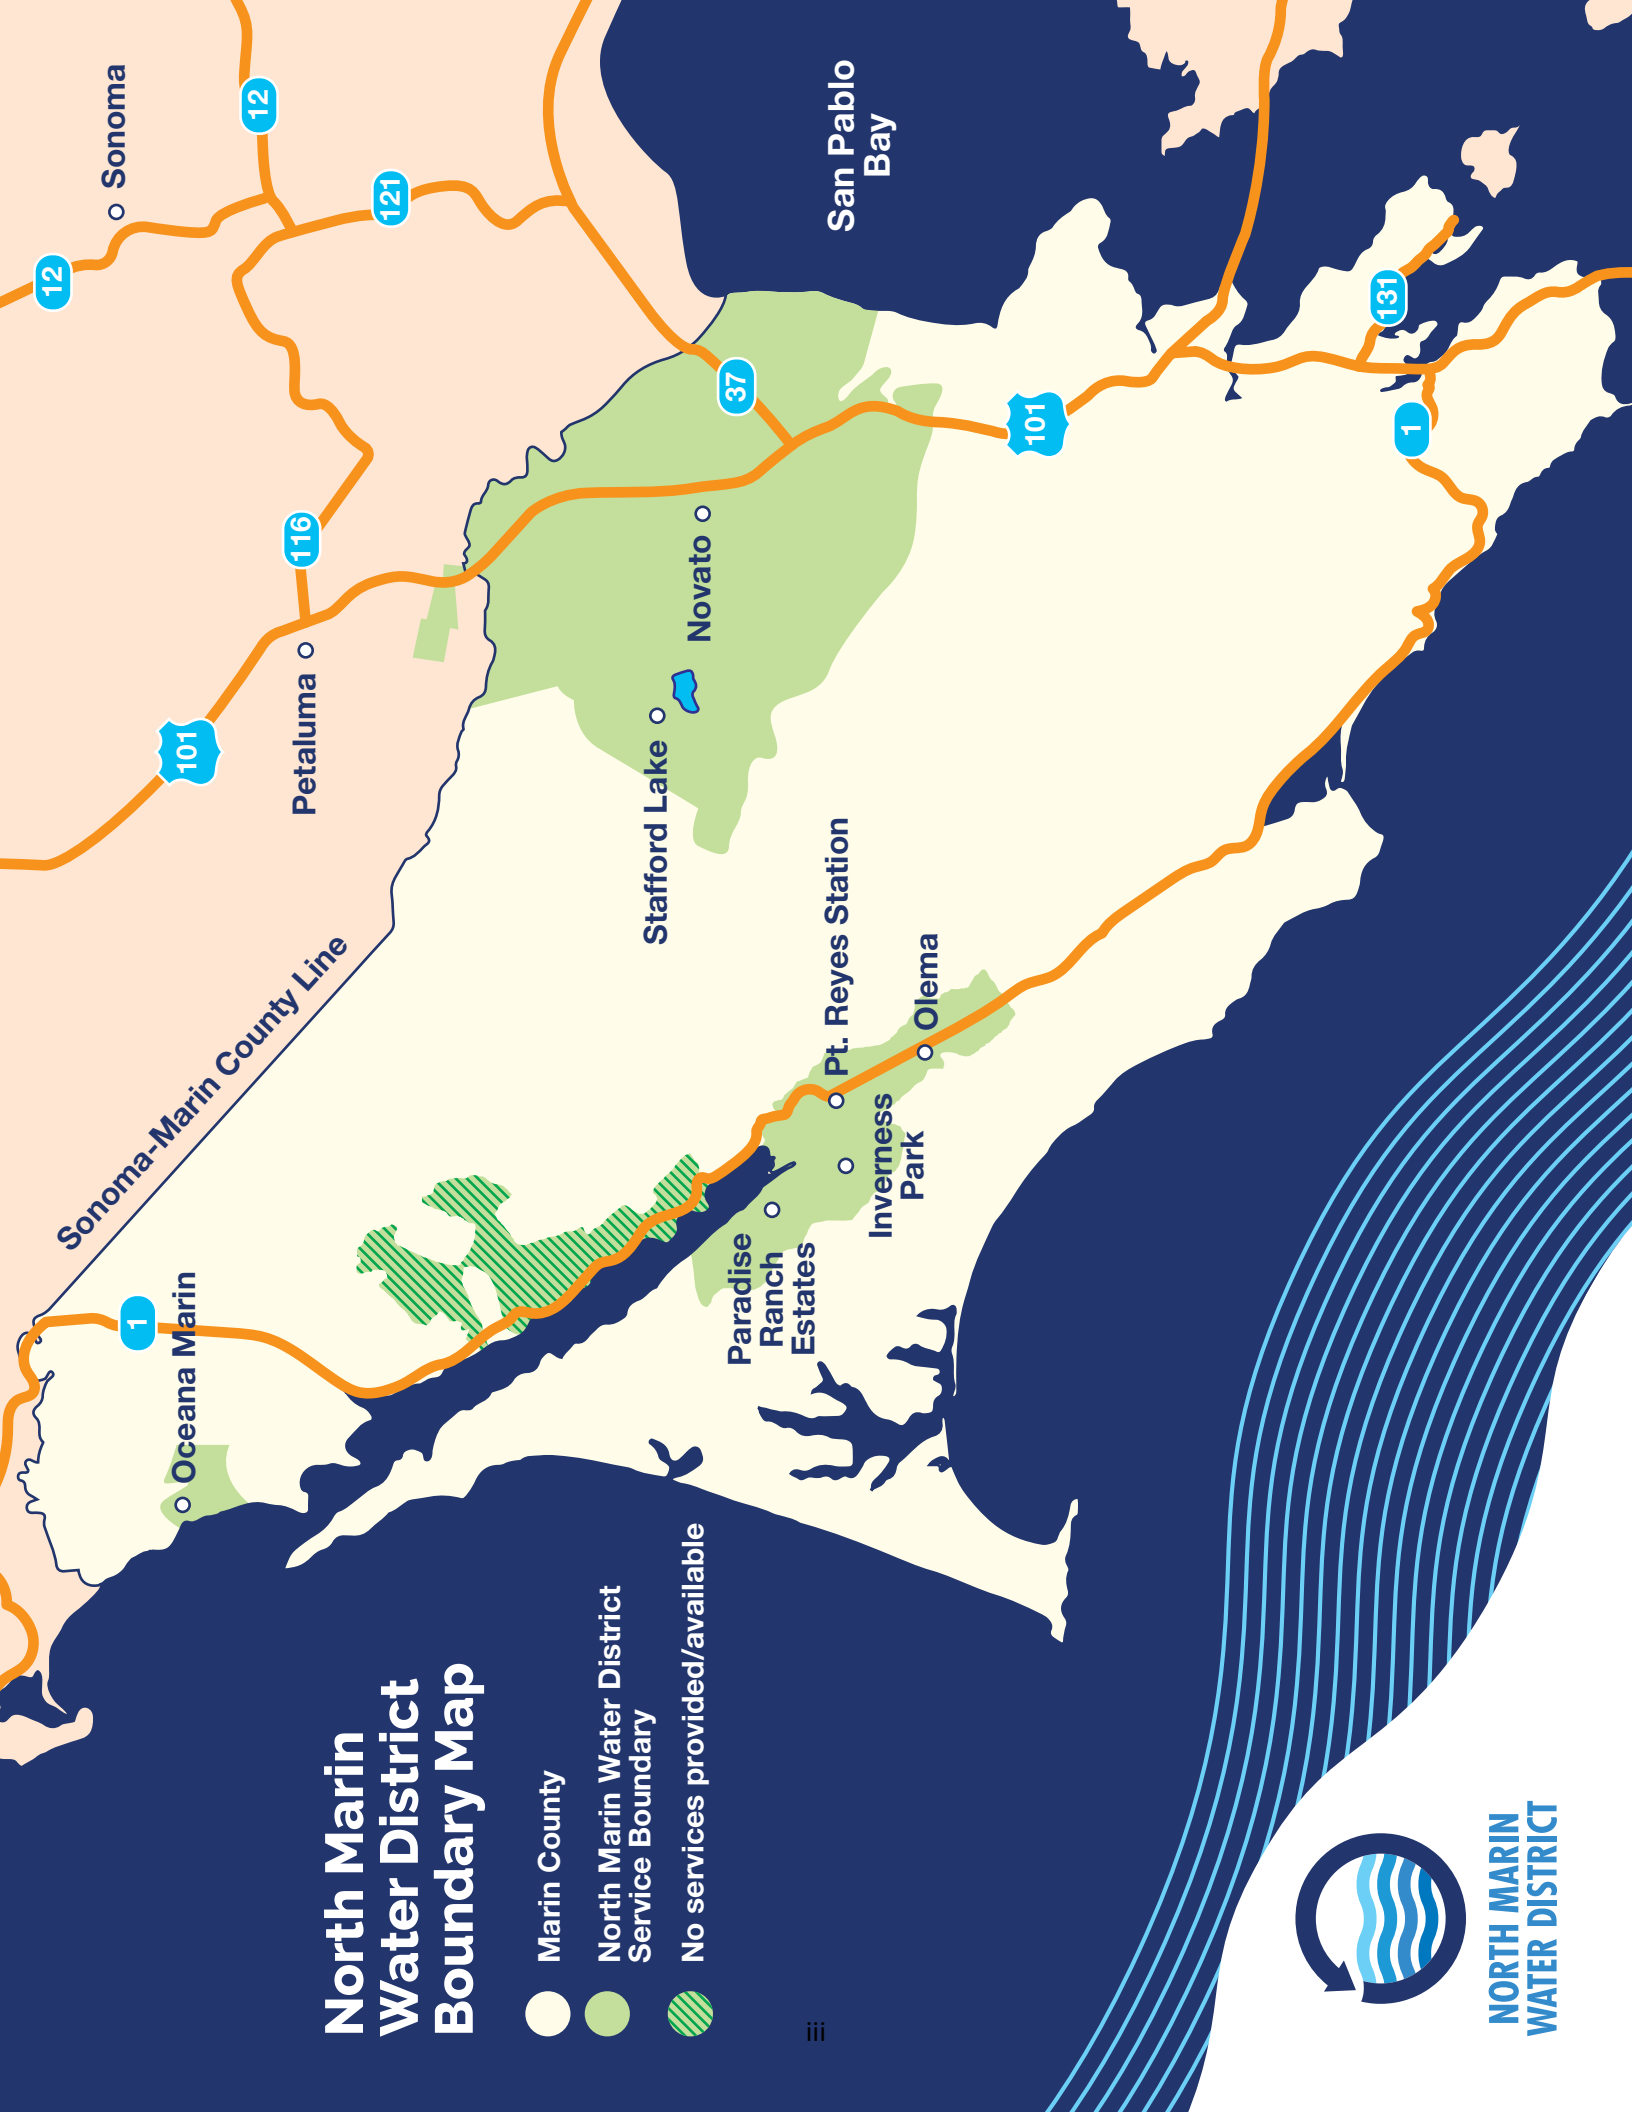 North Marin
Water District
Boundary Map
Marin County
North Marin Water District
Service Boundary
No services provided/available
Sonoma-Marin County Line
Oceana Marin
1
Petaluma
101
116
12
Sonoma
12
121
37
Stafford Lake
Novato
San Pablo
Bay
Paradise
Ranch
Estates
Pt. Reyes Station
Inverness
Park
Olema
101
131
1
NORTH MARIN
WATER DISTRICT
iii